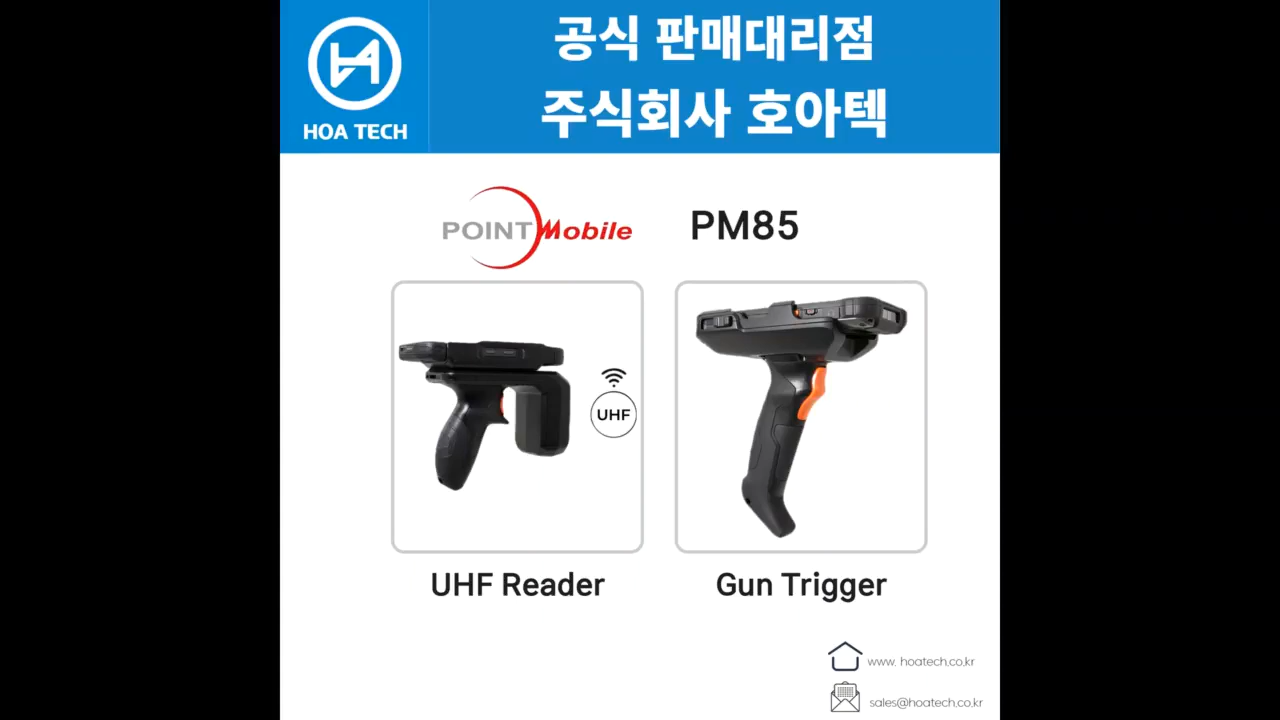 HOA TECH
공식 판매대리점
주식회사 호아텍
POINT Mobile
PM85
UHF
UHF Reader
Gun Trigger
www. hoatech.co.kr
sales@hoatech.co.kr